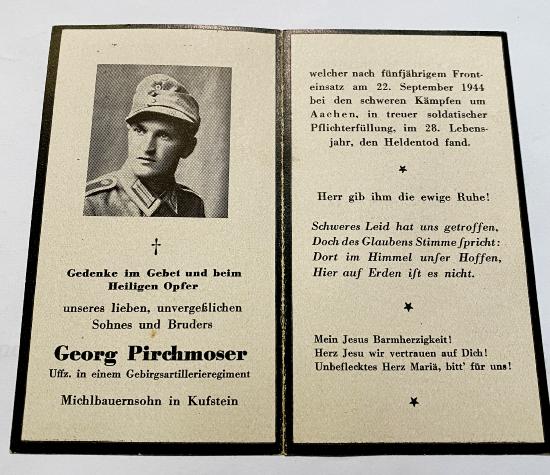 Gedenke im Gebet und beim
Heiligen Opfer
unseres lieben, unvergeßlichen
Sohnes und Bruders
Georg Pirchmoser
Uffz. in einem Gebirgsartillerieregiment
Michlbauernsohn in Kufstein
welcher nach fünfjährigem Front-
einsatz am 22. September 1944
bei den schweren Kämpfen um
Aachen, in treuer soldatischer
Pflichterfüllung, im 28. Lebens-
jahr, den Heldentod fand.
Herr gib ihm die ewige Ruhe!
Schweres Leid hat uns getroffen,
Doch des Glaubens Stimme ſpricht:
Dort im Himmel unſer Hoffen,
Hier auf Erden iſt es nicht.
Mein Jesus Barmherzigkeit!
Herz Jesu wir vertrauen auf Dich!
Unbeflecktes Herz Mariä, bitt' für uns!